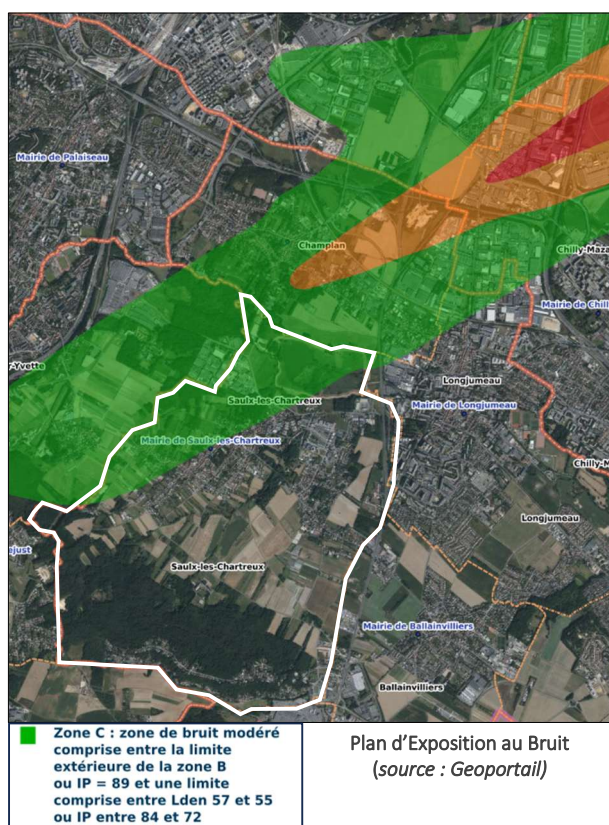 Mairie de Palaiseau
Champlan
Chilly-Maza
Mairie de Chill
r-Yvette
Longjumeau
Saulx-les-Chartreux
Mairie de Longjumeau
Mairie de Saulx-les-Chartreux
Chilly-M
Longjumeau
ejust
Saulx-les-Chartreux
Mairie de Ballainvilliers
Ballainvilliers
Zone C : zone de bruit modéré
comprise entre la limite
extérieure de la zone B
ou IP = 89 et une limite
comprise entre Lden 57 et 55
ou IP entre 84 et 72
Plan d'Exposition au Bruit
(source : Geoportail)